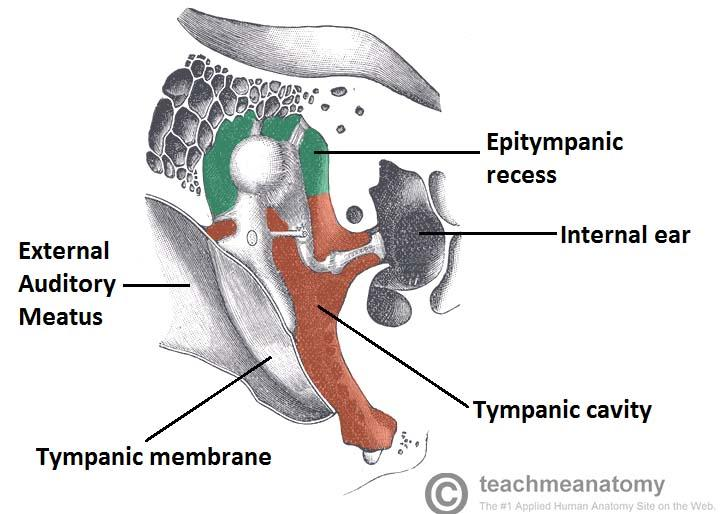 Epitympanic
recess
Internal ear
External
Auditory
Meatus
Tympanic cavity
Tympanic membrane
© teachmeanatomy
The #1 Applied Human Anatomy Site on the Web.